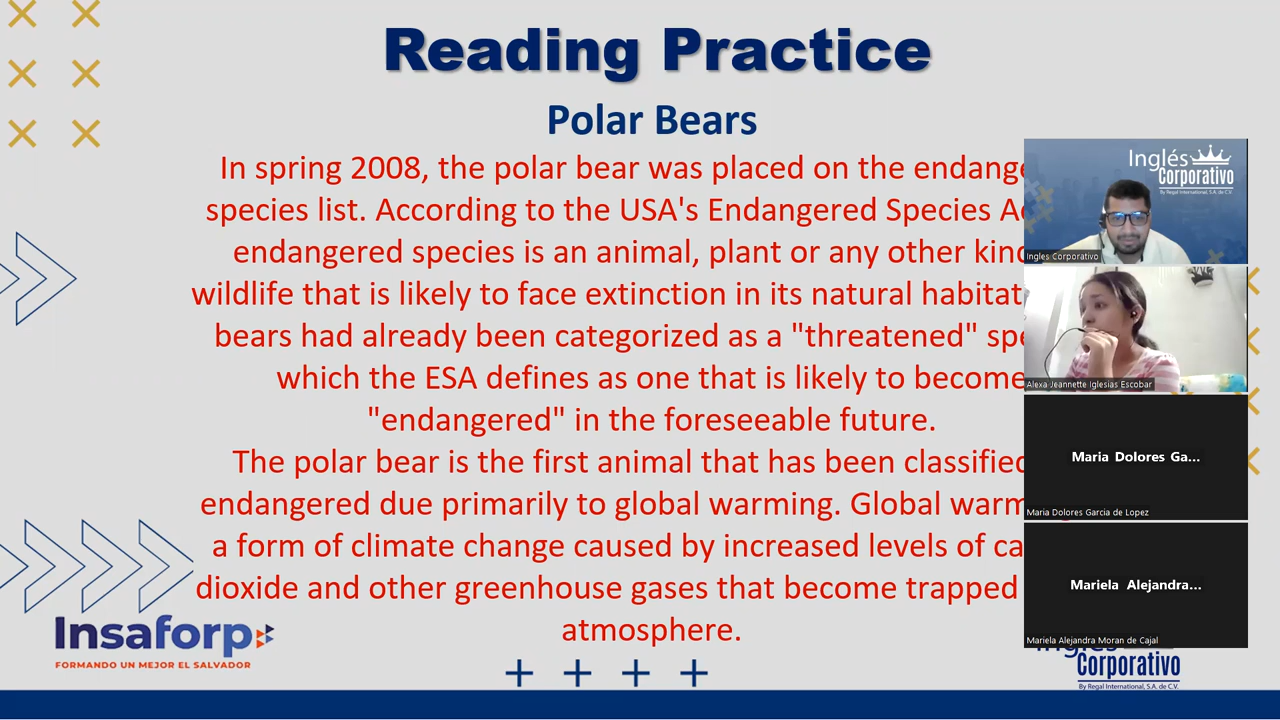 Reading Practice
Polar Bears
In spring 2008, the polar bear was placed on the
species list. According to the USA's Endangered Species
endangered species is an animal, plant or any other
wildlife that is likely to face extinction in its natural habitat
bears had already been categorized as a "threatened"
which the ESA defines as one that is likely to become
"endangered" in the foreseeable future.
The polar bear is the first animal that has been classified
endangered due primarily to global warming. Global
a form of climate change caused by increased levels of
dioxide and other greenhouse gases that become trapped
atmosphere.
Insaforp
FORMANDO UN MEJOR EL SALVADOR
Inglés
Corporativo
By Regal International, S.A. de C.V.
Ingles Corporativo
Alexa Jeannette Iglesias Escobar
Maria Dolores Ga...
Maria Dolores Garcia de Lopez
Mariela Alejandra...
Mariela Alejandra Moran de Cajal
Inglés
Corporativo
By Regal International, S.A. de C.V.